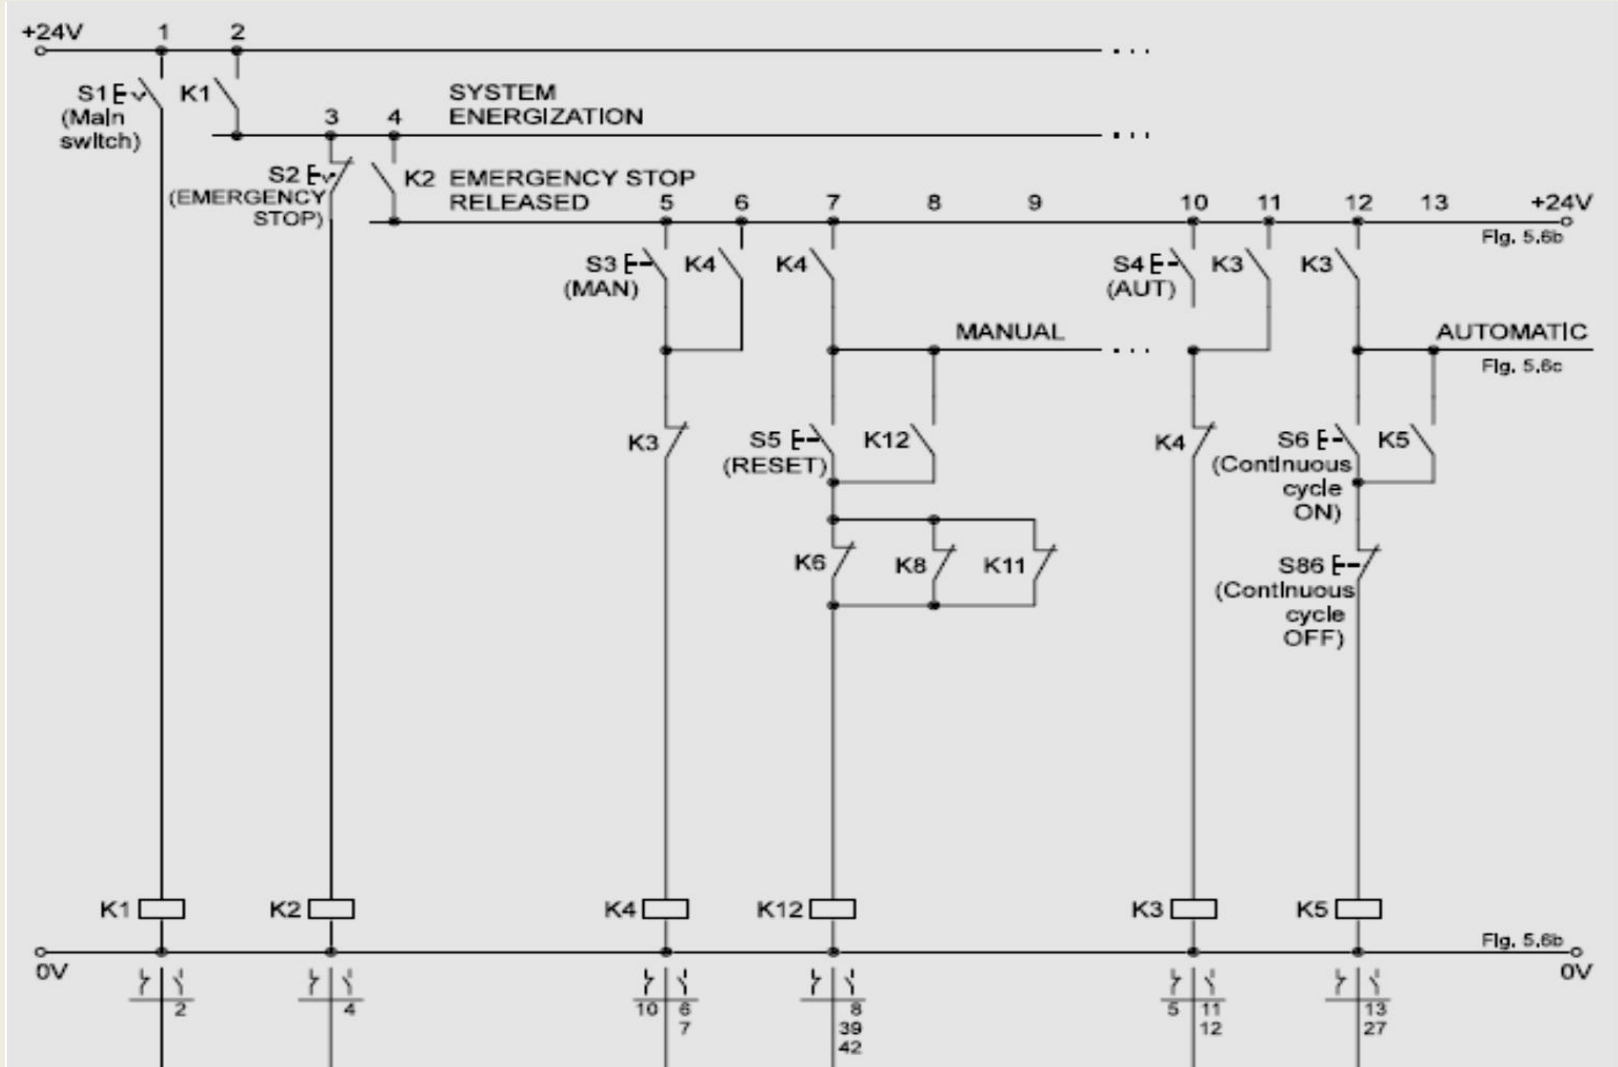 +24V 1 2
S1 K1 SYSTEM
(Main 3 4 ENERGIZATION
switch)
S2 K2 EMERGENCY STOP
(EMERGENCY RELEASED 5 6 7 8 9 10 11 12 13 +24V
STOP)
Fig. 5.6b
S3 K4 K4 S4 K3 K3
(MAN) (AUT)
MANUAL AUTOMATIC
Fig. 5.6c
K3 S5 K12 K4 S6 K5
(RESET) (Continuous
cycle
ON)
K6 K8 K11 S86
(Continuous
cycle
OFF)
K1 K2 K4 K12 K3 K5
Fig. 5.6b
0V 0V
2 4 10 6 8 5 11 13
7 39 12 27
42